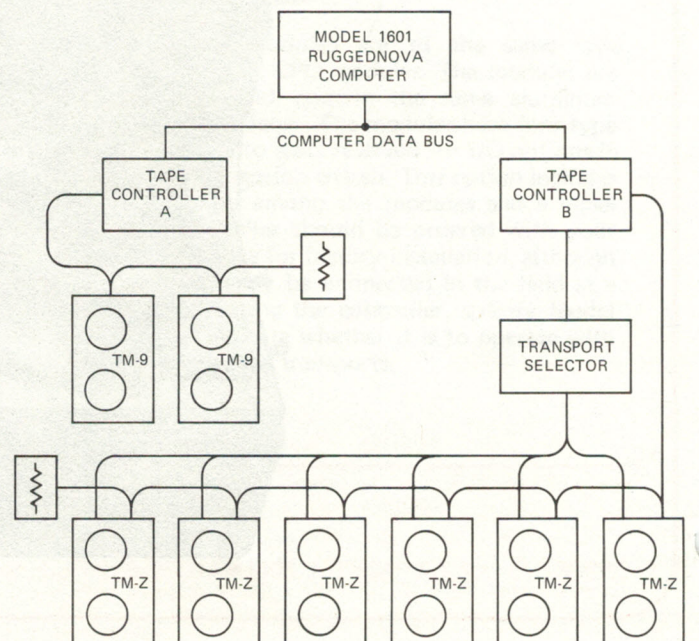 MODEL 1601
RUGGEDNOVA
COMPUTER
COMPUTER DATA BUS
TAPE
CONTROLLER
A
TAPE
CONTROLLER
B
TM-9
TM-9
TRANSPORT
SELECTOR
TM-Z
TM-Z
TM-Z
TM-Z
TM-Z
TM-Z